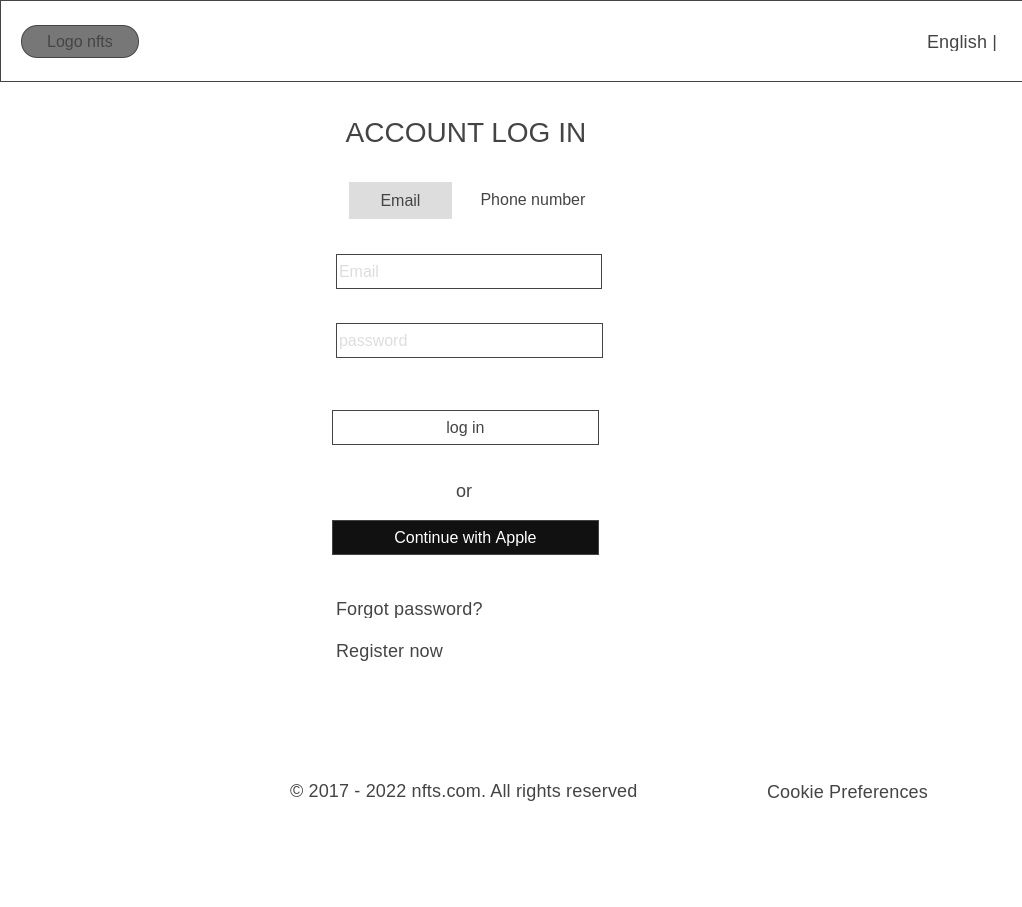 Logo nfts
English |
ACCOUNT LOG IN
Email
Phone number
Email
password
log in
or
Continue with Apple
Forgot password?
Register now
© 2017 - 2022 nfts.com. All rights reserved
Cookie Preferences